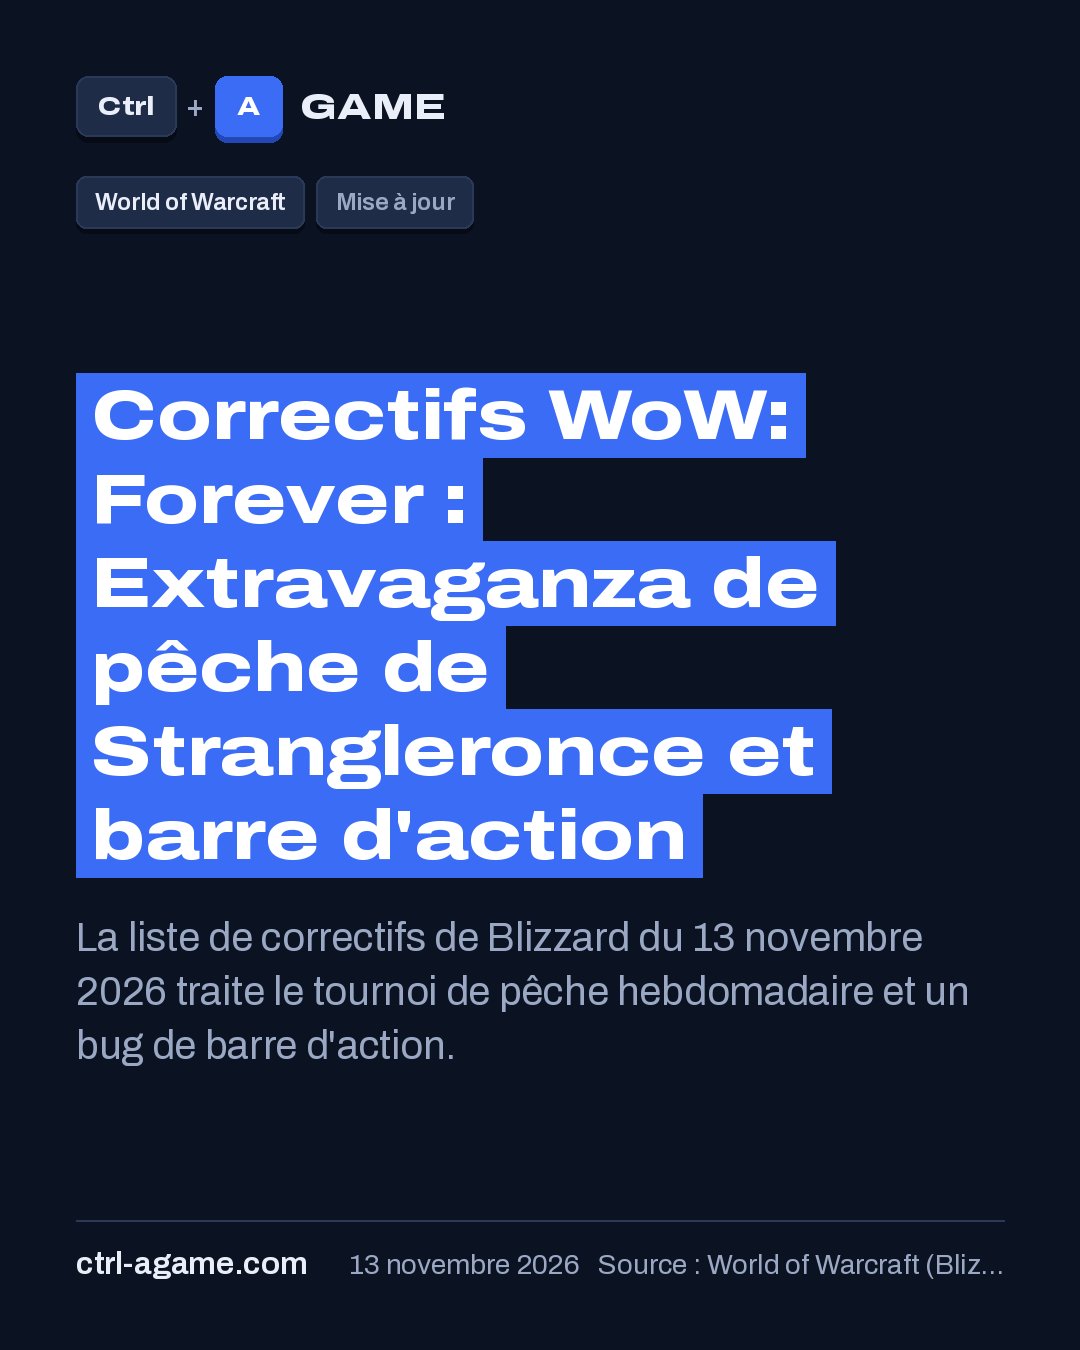 Ctrl + A GAME
World of Warcraft Mise à jour
Correctifs WoW:
Forever :
Extravaganza de
pêche de
Strangleronce et
barre d'action
La liste de correctifs de Blizzard du 13 novembre
2026 traite le tournoi de pêche hebdomadaire et un
bug de barre d'action.
ctrl-agame.com 13 novembre 2026 Source : World of Warcraft (Bliz...